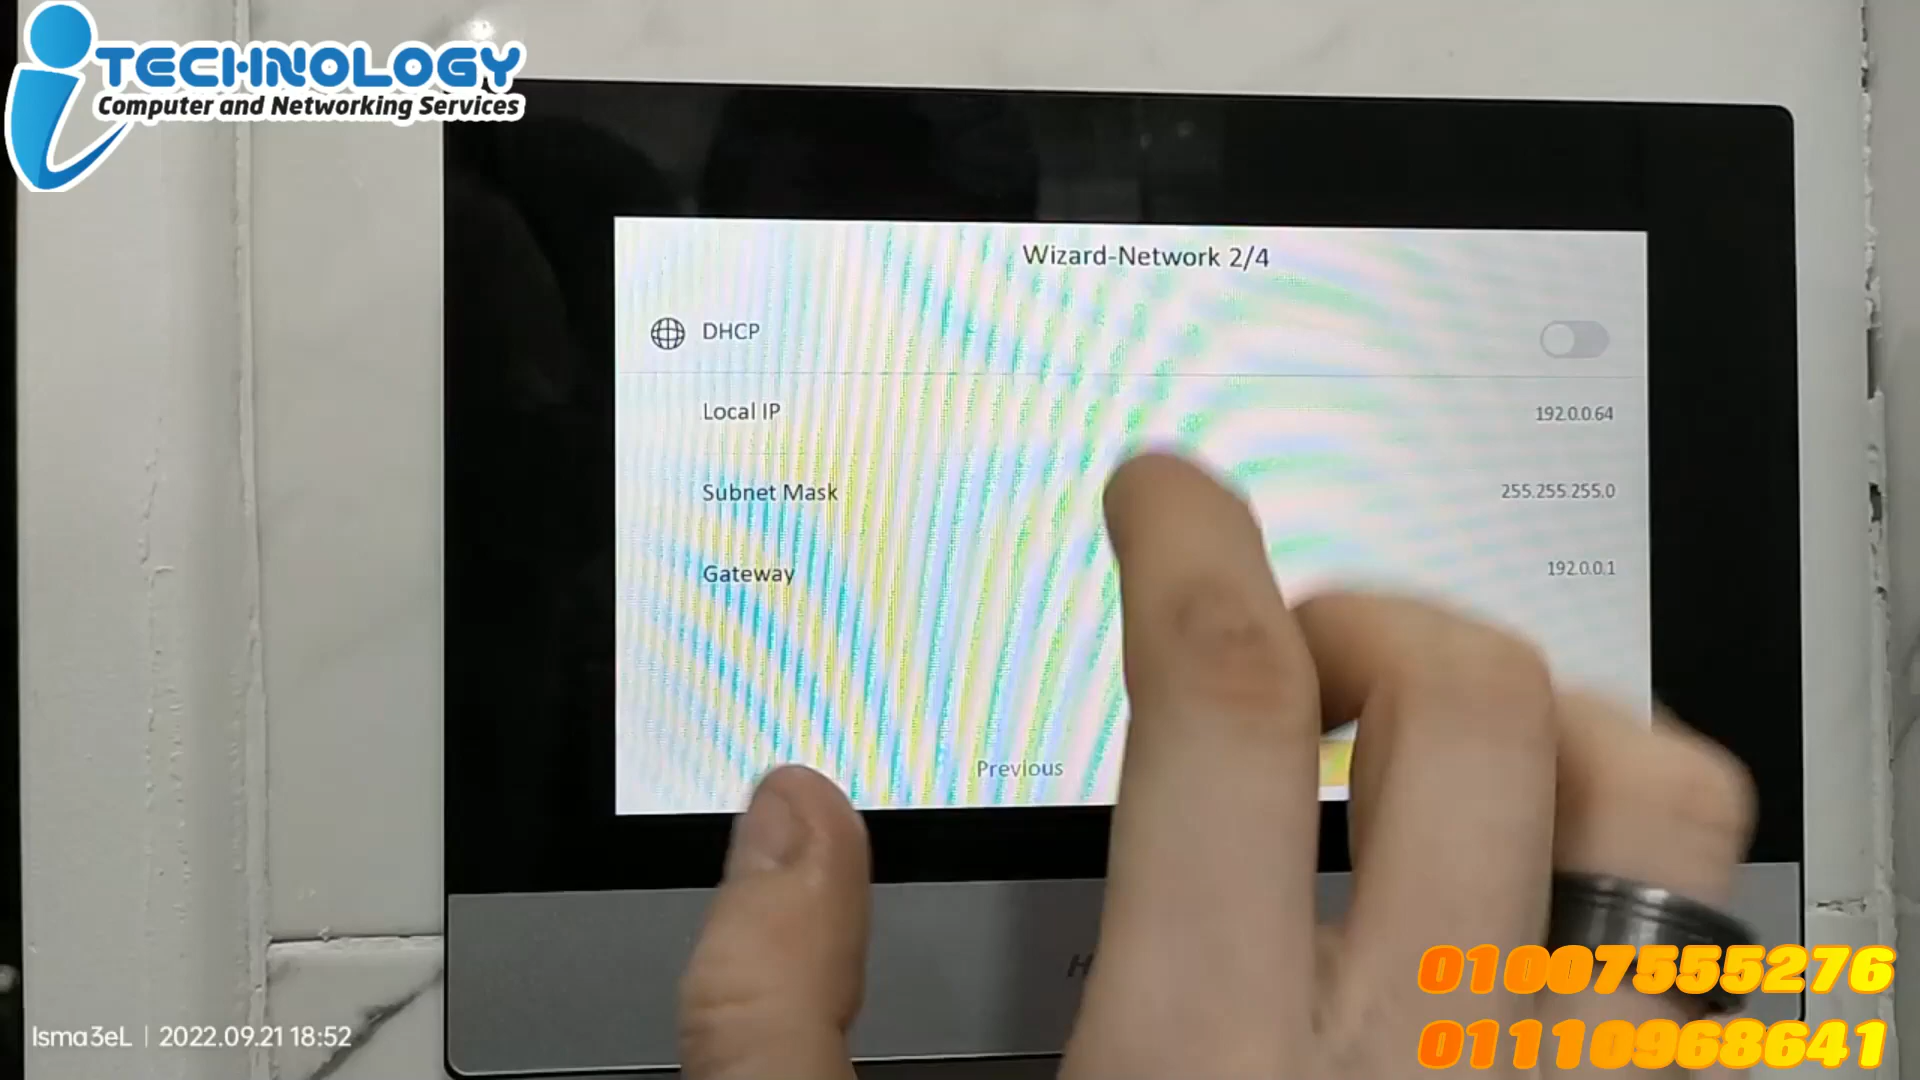 iTECHNOLOGY
Computer and Networking Services
Wizard-Network 2/4
DHCP
Local IP
192.0.0.64
Subnet Mask
255.255.255.0
Gateway
192.0.0.1
Previous
01007555276
01110968641
Isma3eL | 2022.09.21 18:52